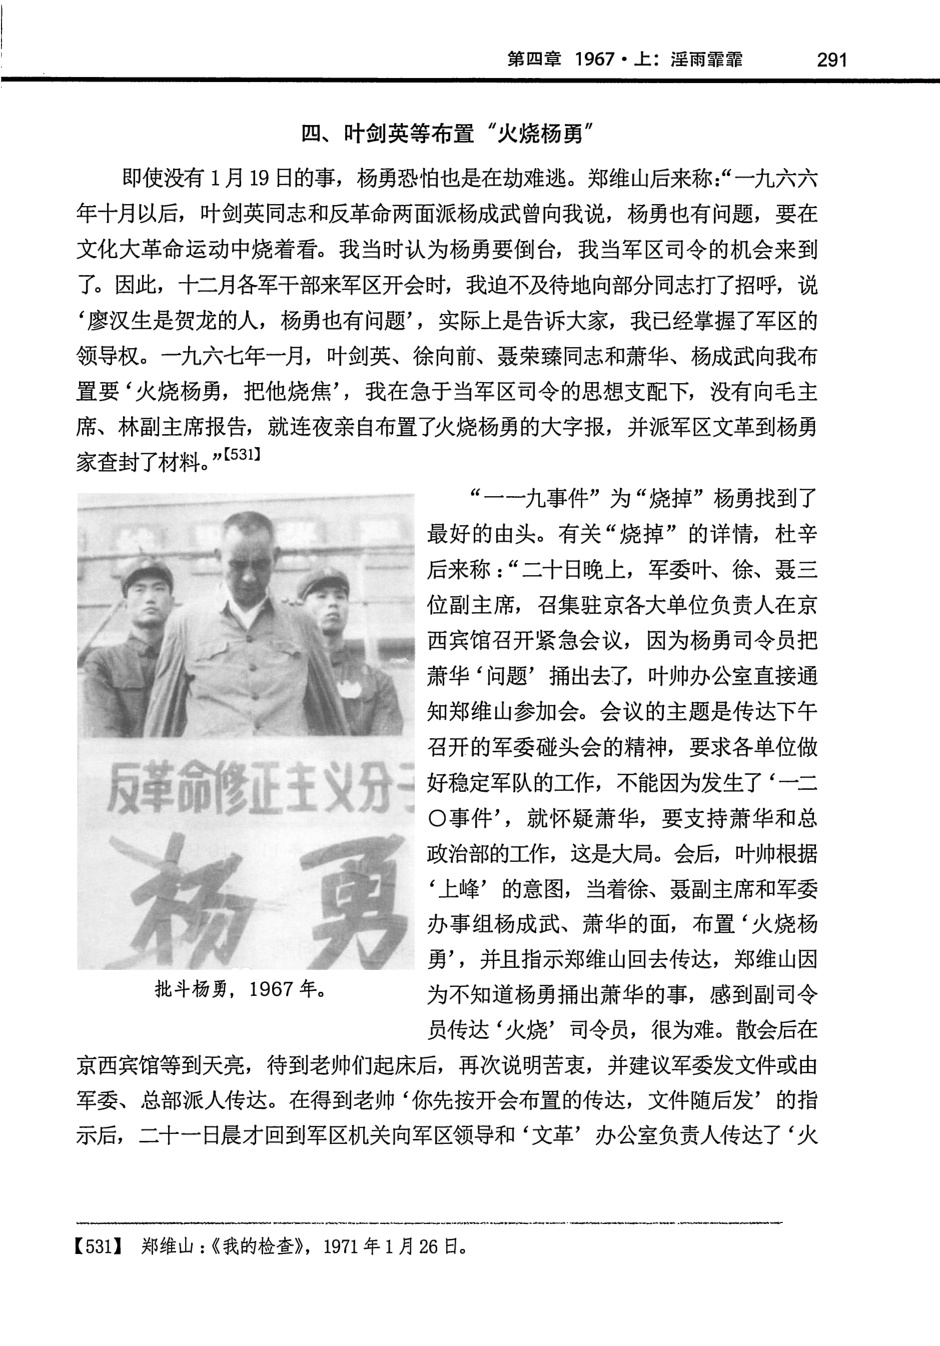 第四章 1967·上：淫雨霏霏 291
四、叶剑英等布置“火烧杨勇”
即使没有1月19日的事，杨勇恐怕也是在劫难逃。郑维山后来称：“一九六六
年十月以后，叶剑英同志和反革命两面派杨成武曾向我说，杨勇也有问题，要在
文化大革命运动中烧着看。我当时认为杨勇要倒台，我当军区司令的机会来到
了。因此，十二月各军干部来军区开会时，我迫不及待地向部分同志打了招呼，说
‘廖汉生是贺龙的人，杨勇也有问题’，实际上是告诉大家，我已经掌握了军区的
领导权。一九六七年一月，叶剑英、徐向前、聂荣臻同志和萧华、杨成武向我布
置要‘火烧杨勇，把他烧焦’，我在急于当军区司令的思想支配下，没有向毛主
席、林副主席报告，就连夜亲自布置了火烧杨勇的大字报，并派军区文革到杨勇
家查封了材料。”【531】
“一一九事件”为“烧掉”杨勇找到了
最好的由头。有关“烧掉”的详情，杜辛
后来称：“二十日晚上，军委叶、徐、聂三
位副主席，召集驻京各大单位负责人在京
西宾馆召开紧急会议，因为杨勇司令员把
萧华‘问题’捅出去了，叶帅办公室直接通
知郑维山参加会。会议的主题是传达下午
召开的军委碰头会的精神，要求各单位做
好稳定军队的工作，不能因为发生了‘一二
〇事件’，就怀疑萧华，要支持萧华和总
政治部的工作，这是大局。会后，叶帅根据
‘上峰’的意图，当着徐、聂副主席和军委
办事组杨成武、萧华的面，布置‘火烧杨
勇’，并且指示郑维山回去传达，郑维山因
为不知道杨勇捅出萧华的事，感到副司令
员传达‘火烧’司令员，很为难。散会后在
京西宾馆等到天亮，待到老帅们起床后，再次说明苦衷，并建议军委发文件或由
军委、总部派人传达。在得到老帅‘你先按开会布置的传达，文件随后发’的指
示后，二十一日晨才回到军区机关向军区领导和‘文革’办公室负责人传达了‘火
反革命修正主义分子
杨勇
批斗杨勇，1967年。
【531】 郑维山：《我的检查》，1971年1月26日。